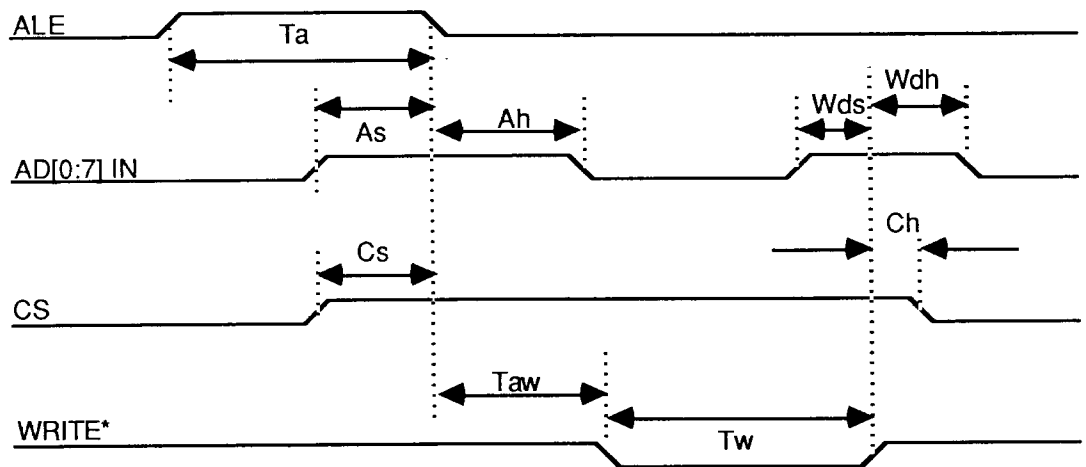 ALE
Ta
Wds
Wdh
As
Ah
AD[0:7] IN
Ch
Cs
CS
Taw
Tw
WRITE*